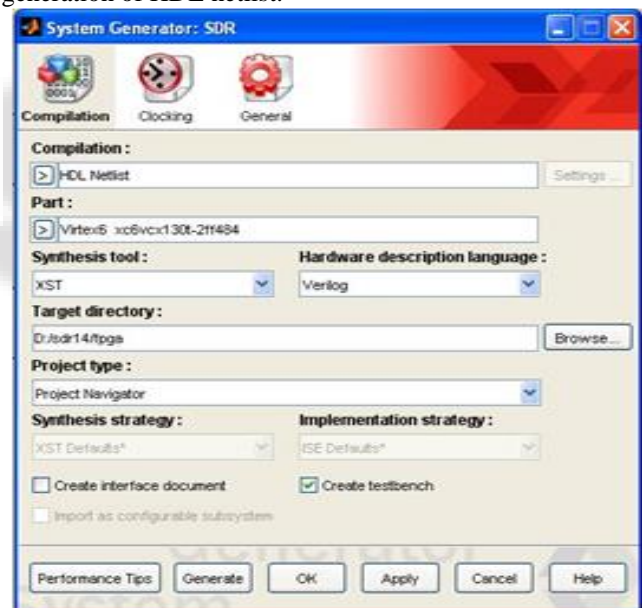 generation of HDL netlist.
System Generator: SDR
Compilation Clocking General
Compilation :
HDL Netlist Settings ...
Part :
Virtex6 xc6vcx130t-2ff484
Synthesis tool : Hardware description language :
XST Verilog
Target directory :
D:/sdr14/fpga Browse...
Project type :
Project Navigator
Synthesis strategy : Implementation strategy :
XST Defaults* ISE Defaults*
Create interface document Create testbench
Import as configurable subsystem
Generator
Performance Tips Generate OK Apply Cancel Help
System